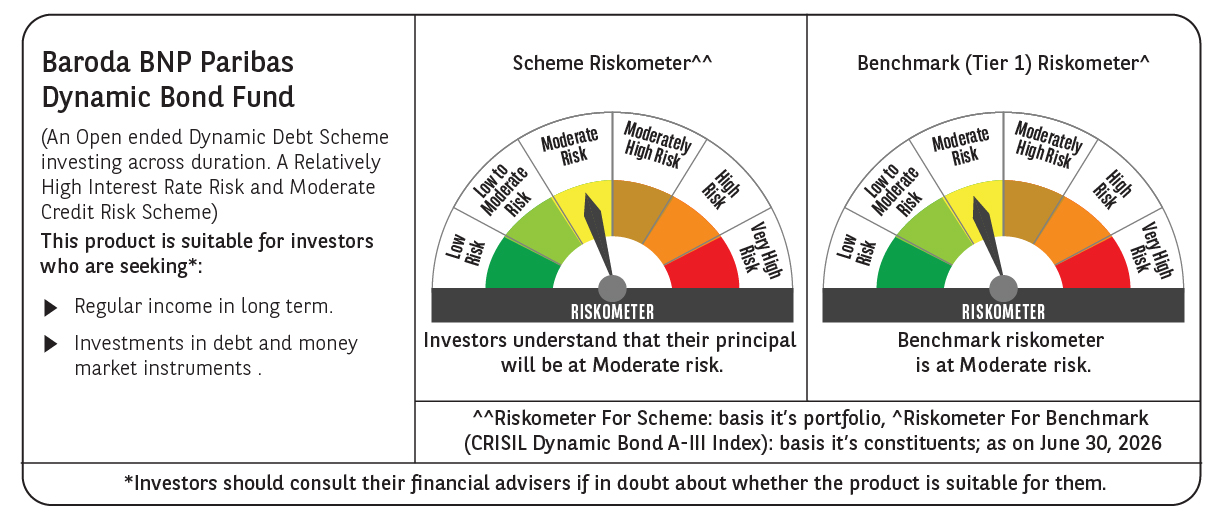 Baroda BNP Paribas
Dynamic Bond Fund
(An Open ended Dynamic Debt Scheme
investing across duration. A Relatively
High Interest Rate Risk and Moderate
Credit Risk Scheme)
This product is suitable for investors
who are seeking*:
Regular income in long term.
Investments in debt and money
market instruments .
Scheme Riskometer^^
Low
Risk
Low to
Moderate
Risk
Moderate
Risk
Moderately
High Risk
High
Risk
Very High
Risk
RISKOMETER
Investors understand that their principal
will be at Moderate risk.
Benchmark (Tier 1) Riskometer^
Low
Risk
Low to
Moderate
Risk
Moderate
Risk
Moderately
High Risk
High
Risk
Very High
Risk
RISKOMETER
Benchmark riskometer
is at Moderate risk.
^^Riskometer For Scheme: basis it's portfolio, ^Riskometer For Benchmark
(CRISIL Dynamic Bond A-III Index): basis it's constituents; as on June 30, 2026
*Investors should consult their financial advisers if in doubt about whether the product is suitable for them.